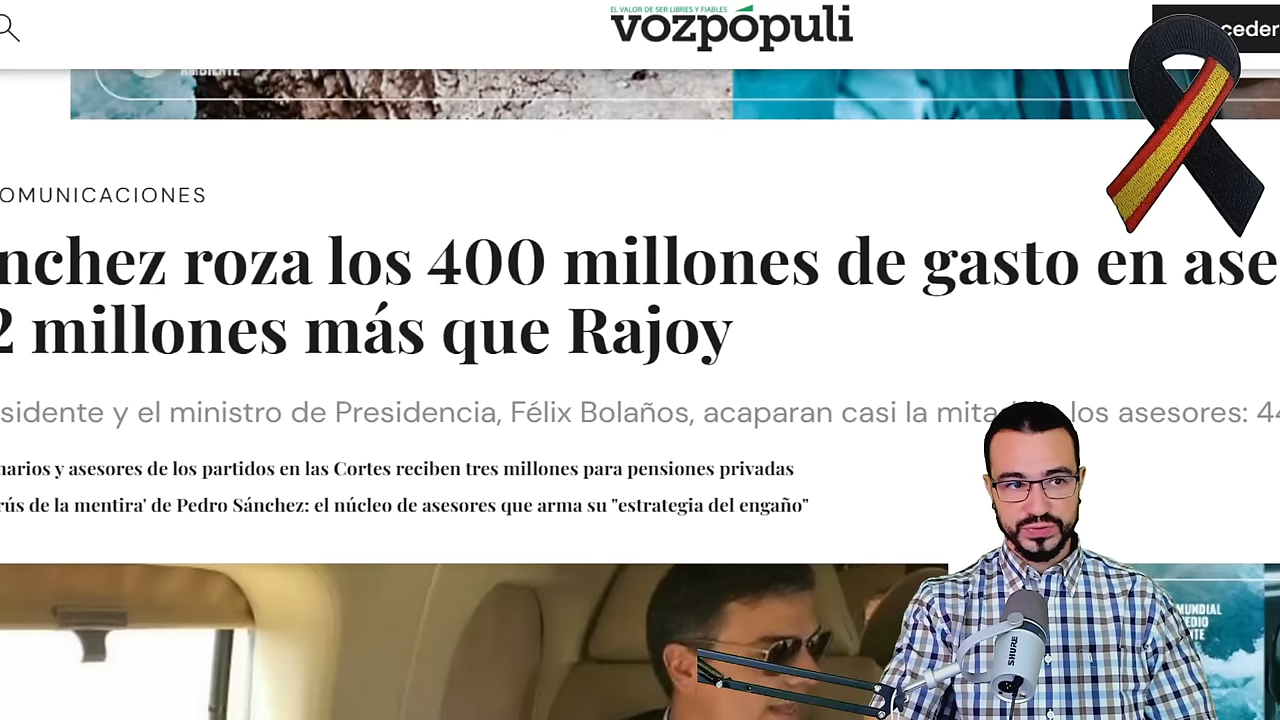 EL VALOR DE SER LIBRES Y FIABLES
vozpópuli
ceder
AMBIENTE
OMUNICACIONES
nchez roza los 400 millones de gasto en ase
2 millones más que Rajoy
sidente y el ministro de Presidencia, Félix Bolaños, acaparan casi la mita los asesores: 44
narios y asesores de los partidos en las Cortes reciben tres millones para pensiones privadas
rús de la mentira' de Pedro Sánchez: el núcleo de asesores que arma su "estrategia del engaño"
MUNDIAL
EDIO
NTE
SHURE